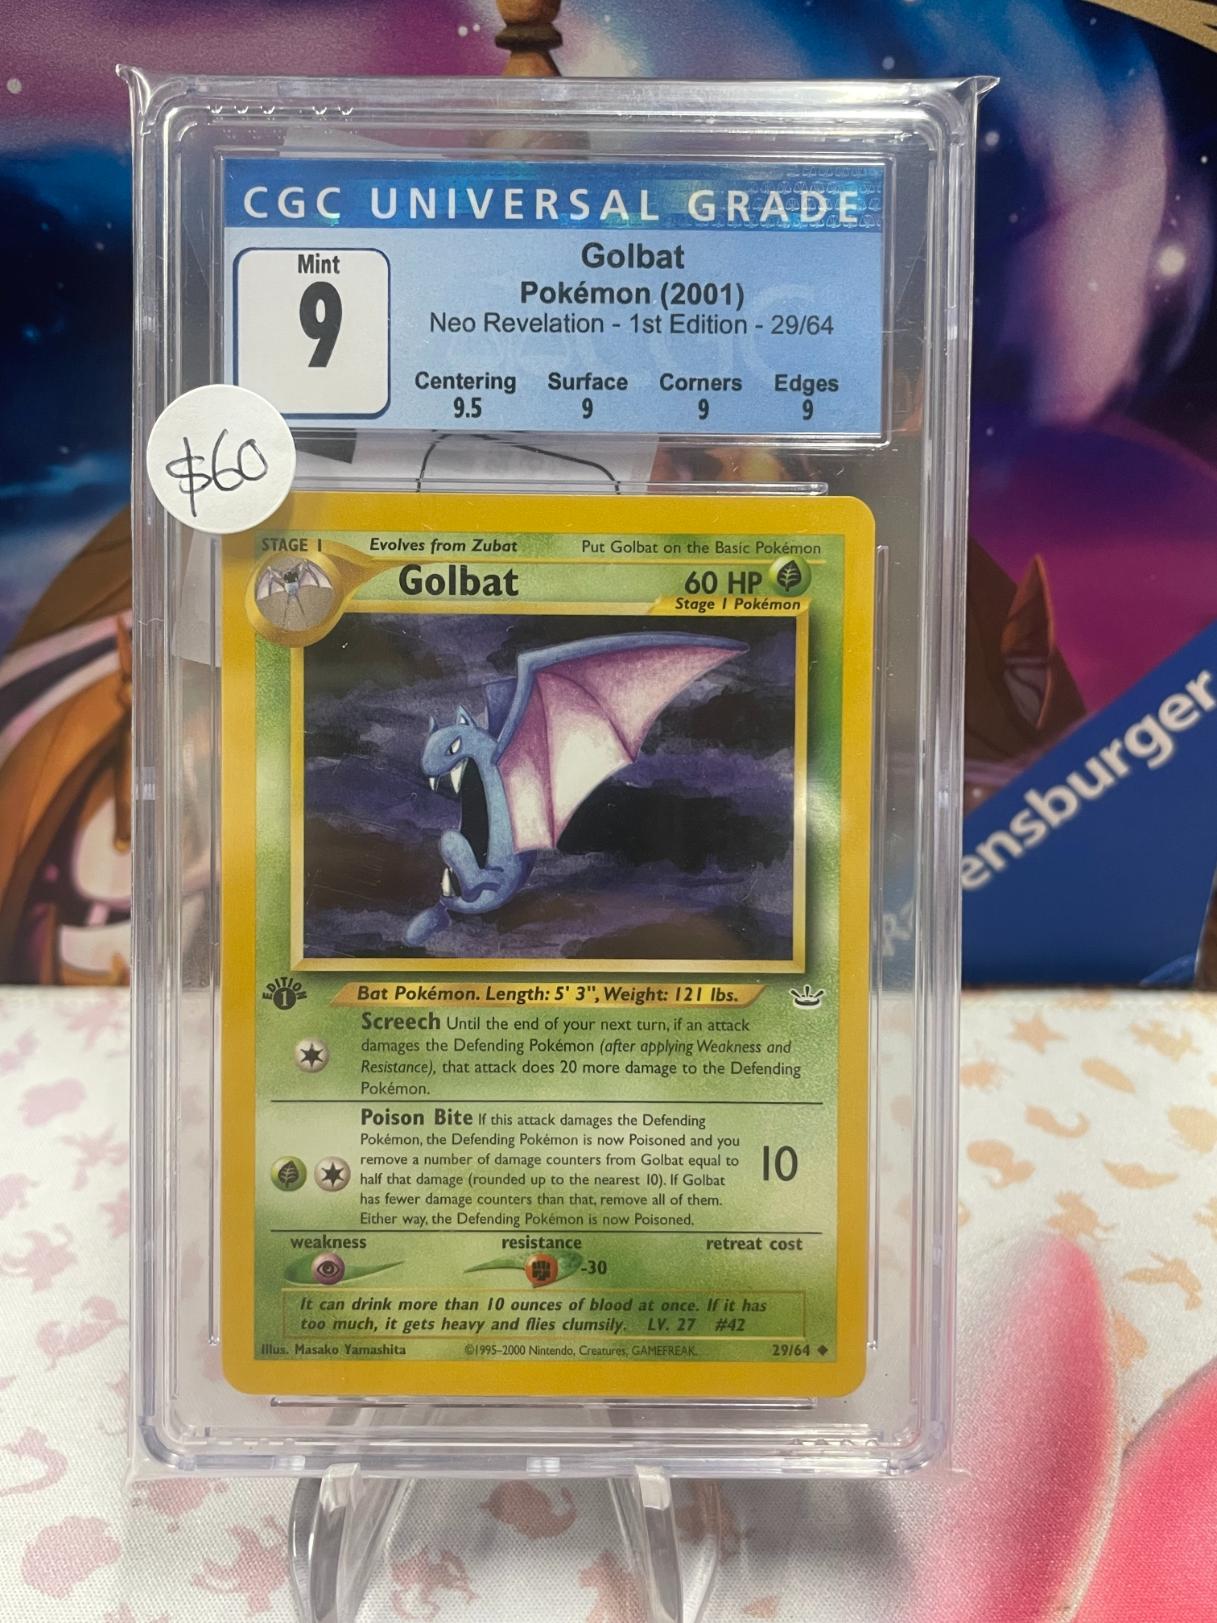 CGC UNIVERSAL GRADE
Mint
9
Golbat
Pokémon (2001)
Neo Revelation - 1st Edition - 29/64
Centering Surface Corners Edges
9.5 9 9 9
$60
STAGE 1 Evolves from Zubat Put Golbat on the Basic Pokémon
Golbat 60 HP
Stage 1 Pokémon
ensburger
EDITION
1
Bat Pokémon. Length: 5' 3", Weight: 121 lbs.
Screech Until the end of your next turn, if an attack
damages the Defending Pokémon (after applying Weakness and
Resistance), that attack does 20 more damage to the Defending
Pokémon.
Poison Bite If this attack damages the Defending
Pokémon, the Defending Pokémon is now Poisoned and you
remove a number of damage counters from Golbat equal to
half that damage (rounded up to the nearest 10). If Golbat
has fewer damage counters than that, remove all of them.
Either way, the Defending Pokémon is now Poisoned.
10
weakness resistance retreat cost
-30
It can drink more than 10 ounces of blood at once. If it has
too much, it gets heavy and flies clumsily. LV. 27 #42
Illus. Masako Yamashita ©1995–2000 Nintendo, Creatures, GAMEFREAK. 29/64